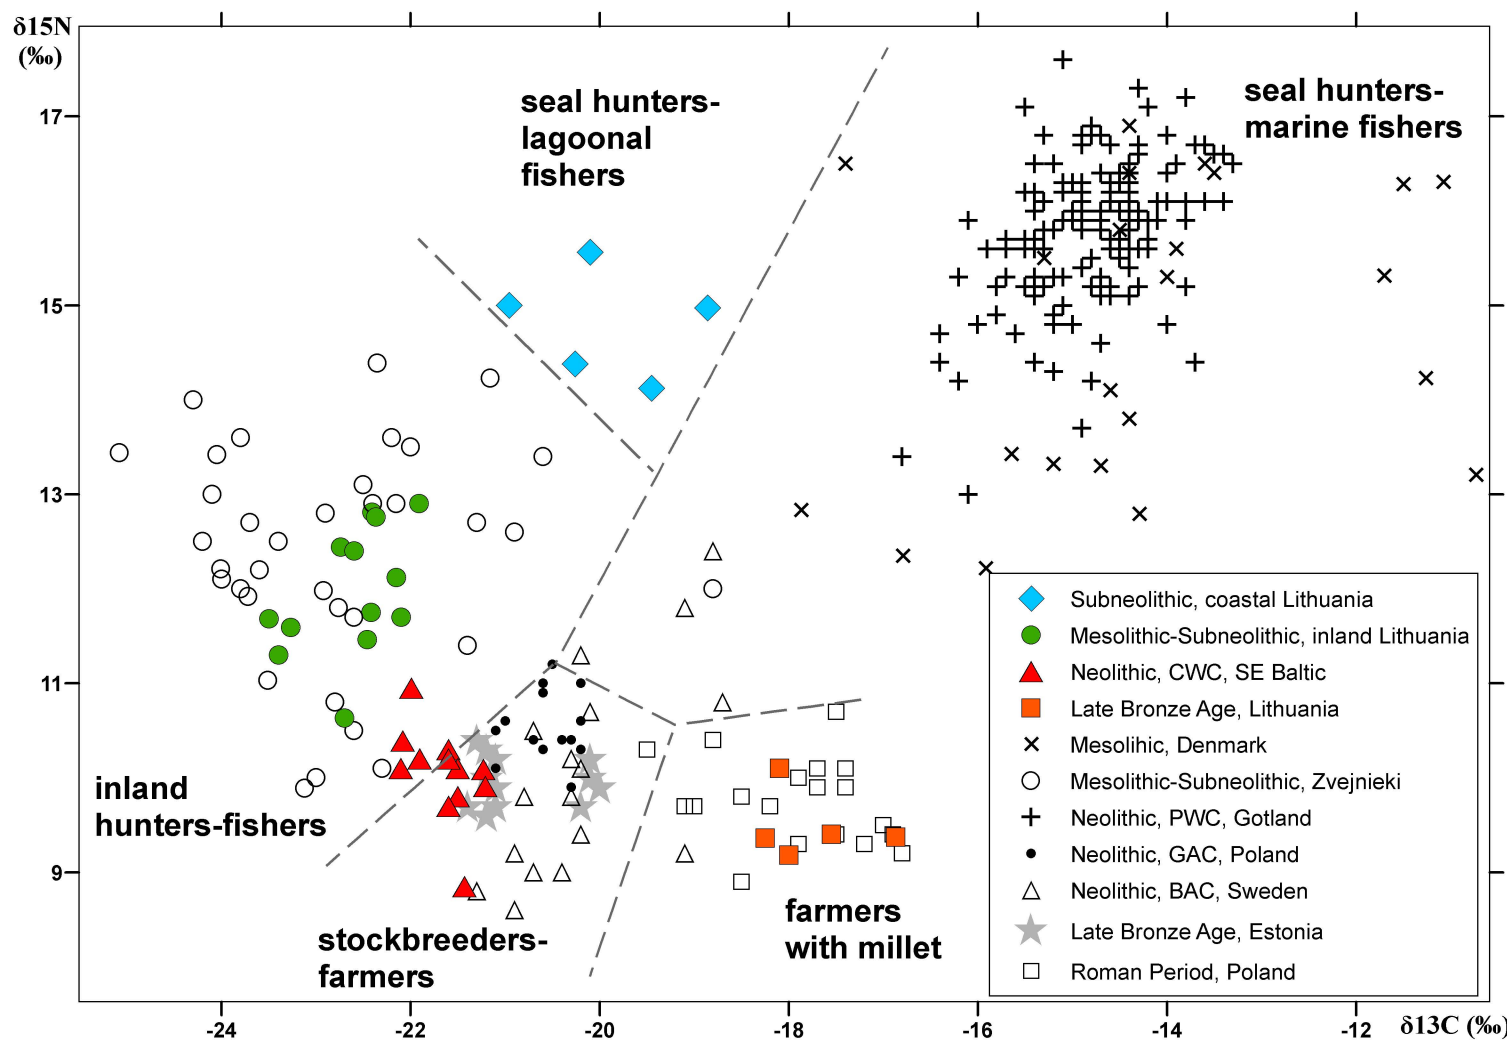 δ15N
(‰)
seal hunters-
lagoonal
fishers
seal hunters-
marine fishers
17
15
13
11
9
inland
hunters-fishers
stockbreeders-
farmers
farmers
with millet
Subneolithic, coastal Lithuania
Mesolithic-Subneolithic, inland Lithuania
Neolithic, CWC, SE Baltic
Late Bronze Age, Lithuania
Mesolihic, Denmark
Mesolithic-Subneolithic, Zvejnieki
Neolithic, PWC, Gotland
Neolithic, GAC, Poland
Neolithic, BAC, Sweden
Late Bronze Age, Estonia
Roman Period, Poland
-24 -22 -20 -18 -16 -14 -12 δ13C (‰)